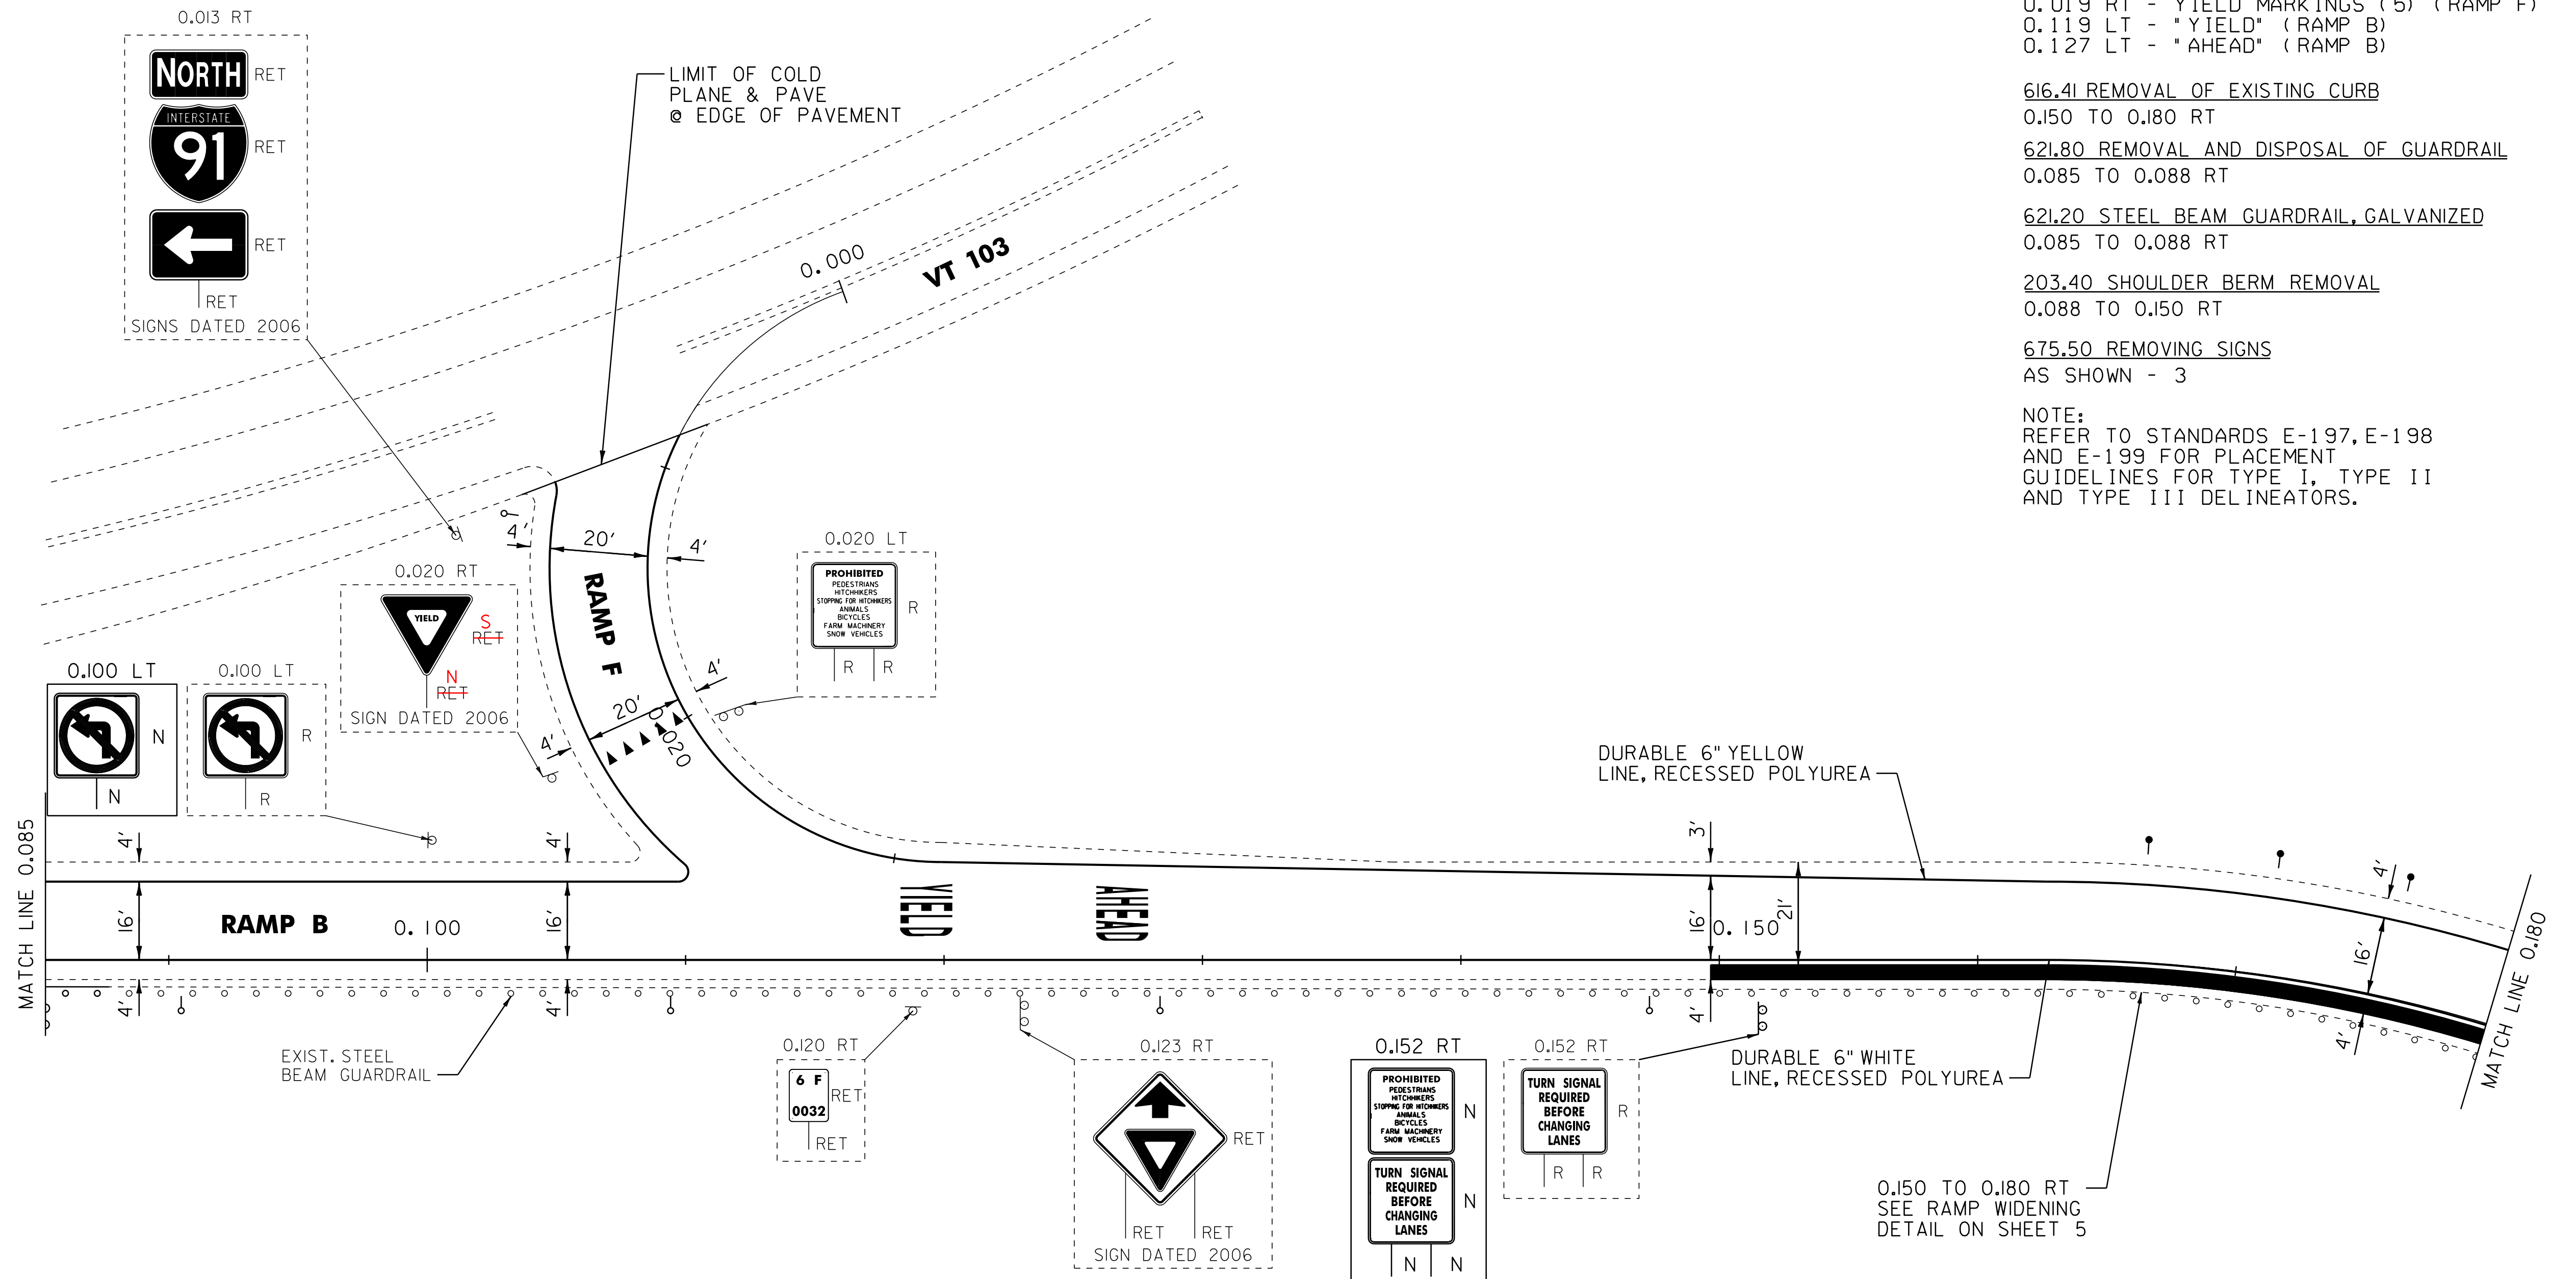 0.013 RT
NORTH RET
INTERSTATE
91 RET
RET
RET
SIGNS DATED 2006
LIMIT OF COLD
PLANE & PAVE
@ EDGE OF PAVEMENT
0.000
VT 103
0.019 RT - YIELD MARKINGS (5) (RAMP F)
0.119 LT - "YIELD" (RAMP B)
0.127 LT - "AHEAD" (RAMP B)
616.41 REMOVAL OF EXISTING CURB
0.150 TO 0.180 RT
621.80 REMOVAL AND DISPOSAL OF GUARDRAIL
0.085 TO 0.088 RT
621.20 STEEL BEAM GUARDRAIL, GALVANIZED
0.085 TO 0.088 RT
203.40 SHOULDER BERM REMOVAL
0.088 TO 0.150 RT
675.50 REMOVING SIGNS
AS SHOWN - 3
NOTE:
REFER TO STANDARDS E-197, E-198
AND E-199 FOR PLACEMENT
GUIDELINES FOR TYPE I, TYPE II
AND TYPE III DELINEATORS.
4'
20'
4'
RAMP F
4'
20'
4'
0.020
0.020 RT
YIELD
S
RET
N
RET
SIGN DATED 2006
0.020 LT
PROHIBITED
PEDESTRIANS
HITCHHIKERS
STOPPING FOR HITCHHIKERS
ANIMALS
BICYCLES
FARM MACHINERY
SNOW VEHICLES
R
R R
0.100 LT
N
N
0.100 LT
R
R
MATCH LINE 0.085
4'
16'
4'
RAMP B
0.100
4'
16'
4'
YIELD
AHEAD
DURABLE 6" YELLOW
LINE, RECESSED POLYUREA
3'
16'
0.150
21'
4'
4'
16'
4'
MATCH LINE 0.180
EXIST. STEEL
BEAM GUARDRAIL
0.120 RT
6 F
0032
RET
RET
0.123 RT
RET
RET RET
SIGN DATED 2006
0.152 RT
PROHIBITED
PEDESTRIANS
HITCHHIKERS
STOPPING FOR HITCHHIKERS
ANIMALS
BICYCLES
FARM MACHINERY
SNOW VEHICLES
N
TURN SIGNAL
REQUIRED
BEFORE
CHANGING
LANES
N
N N
0.152 RT
TURN SIGNAL
REQUIRED
BEFORE
CHANGING
LANES
R
R R
DURABLE 6" WHITE
LINE, RECESSED POLYUREA
0.150 TO 0.180 RT
SEE RAMP WIDENING
DETAIL ON SHEET 5